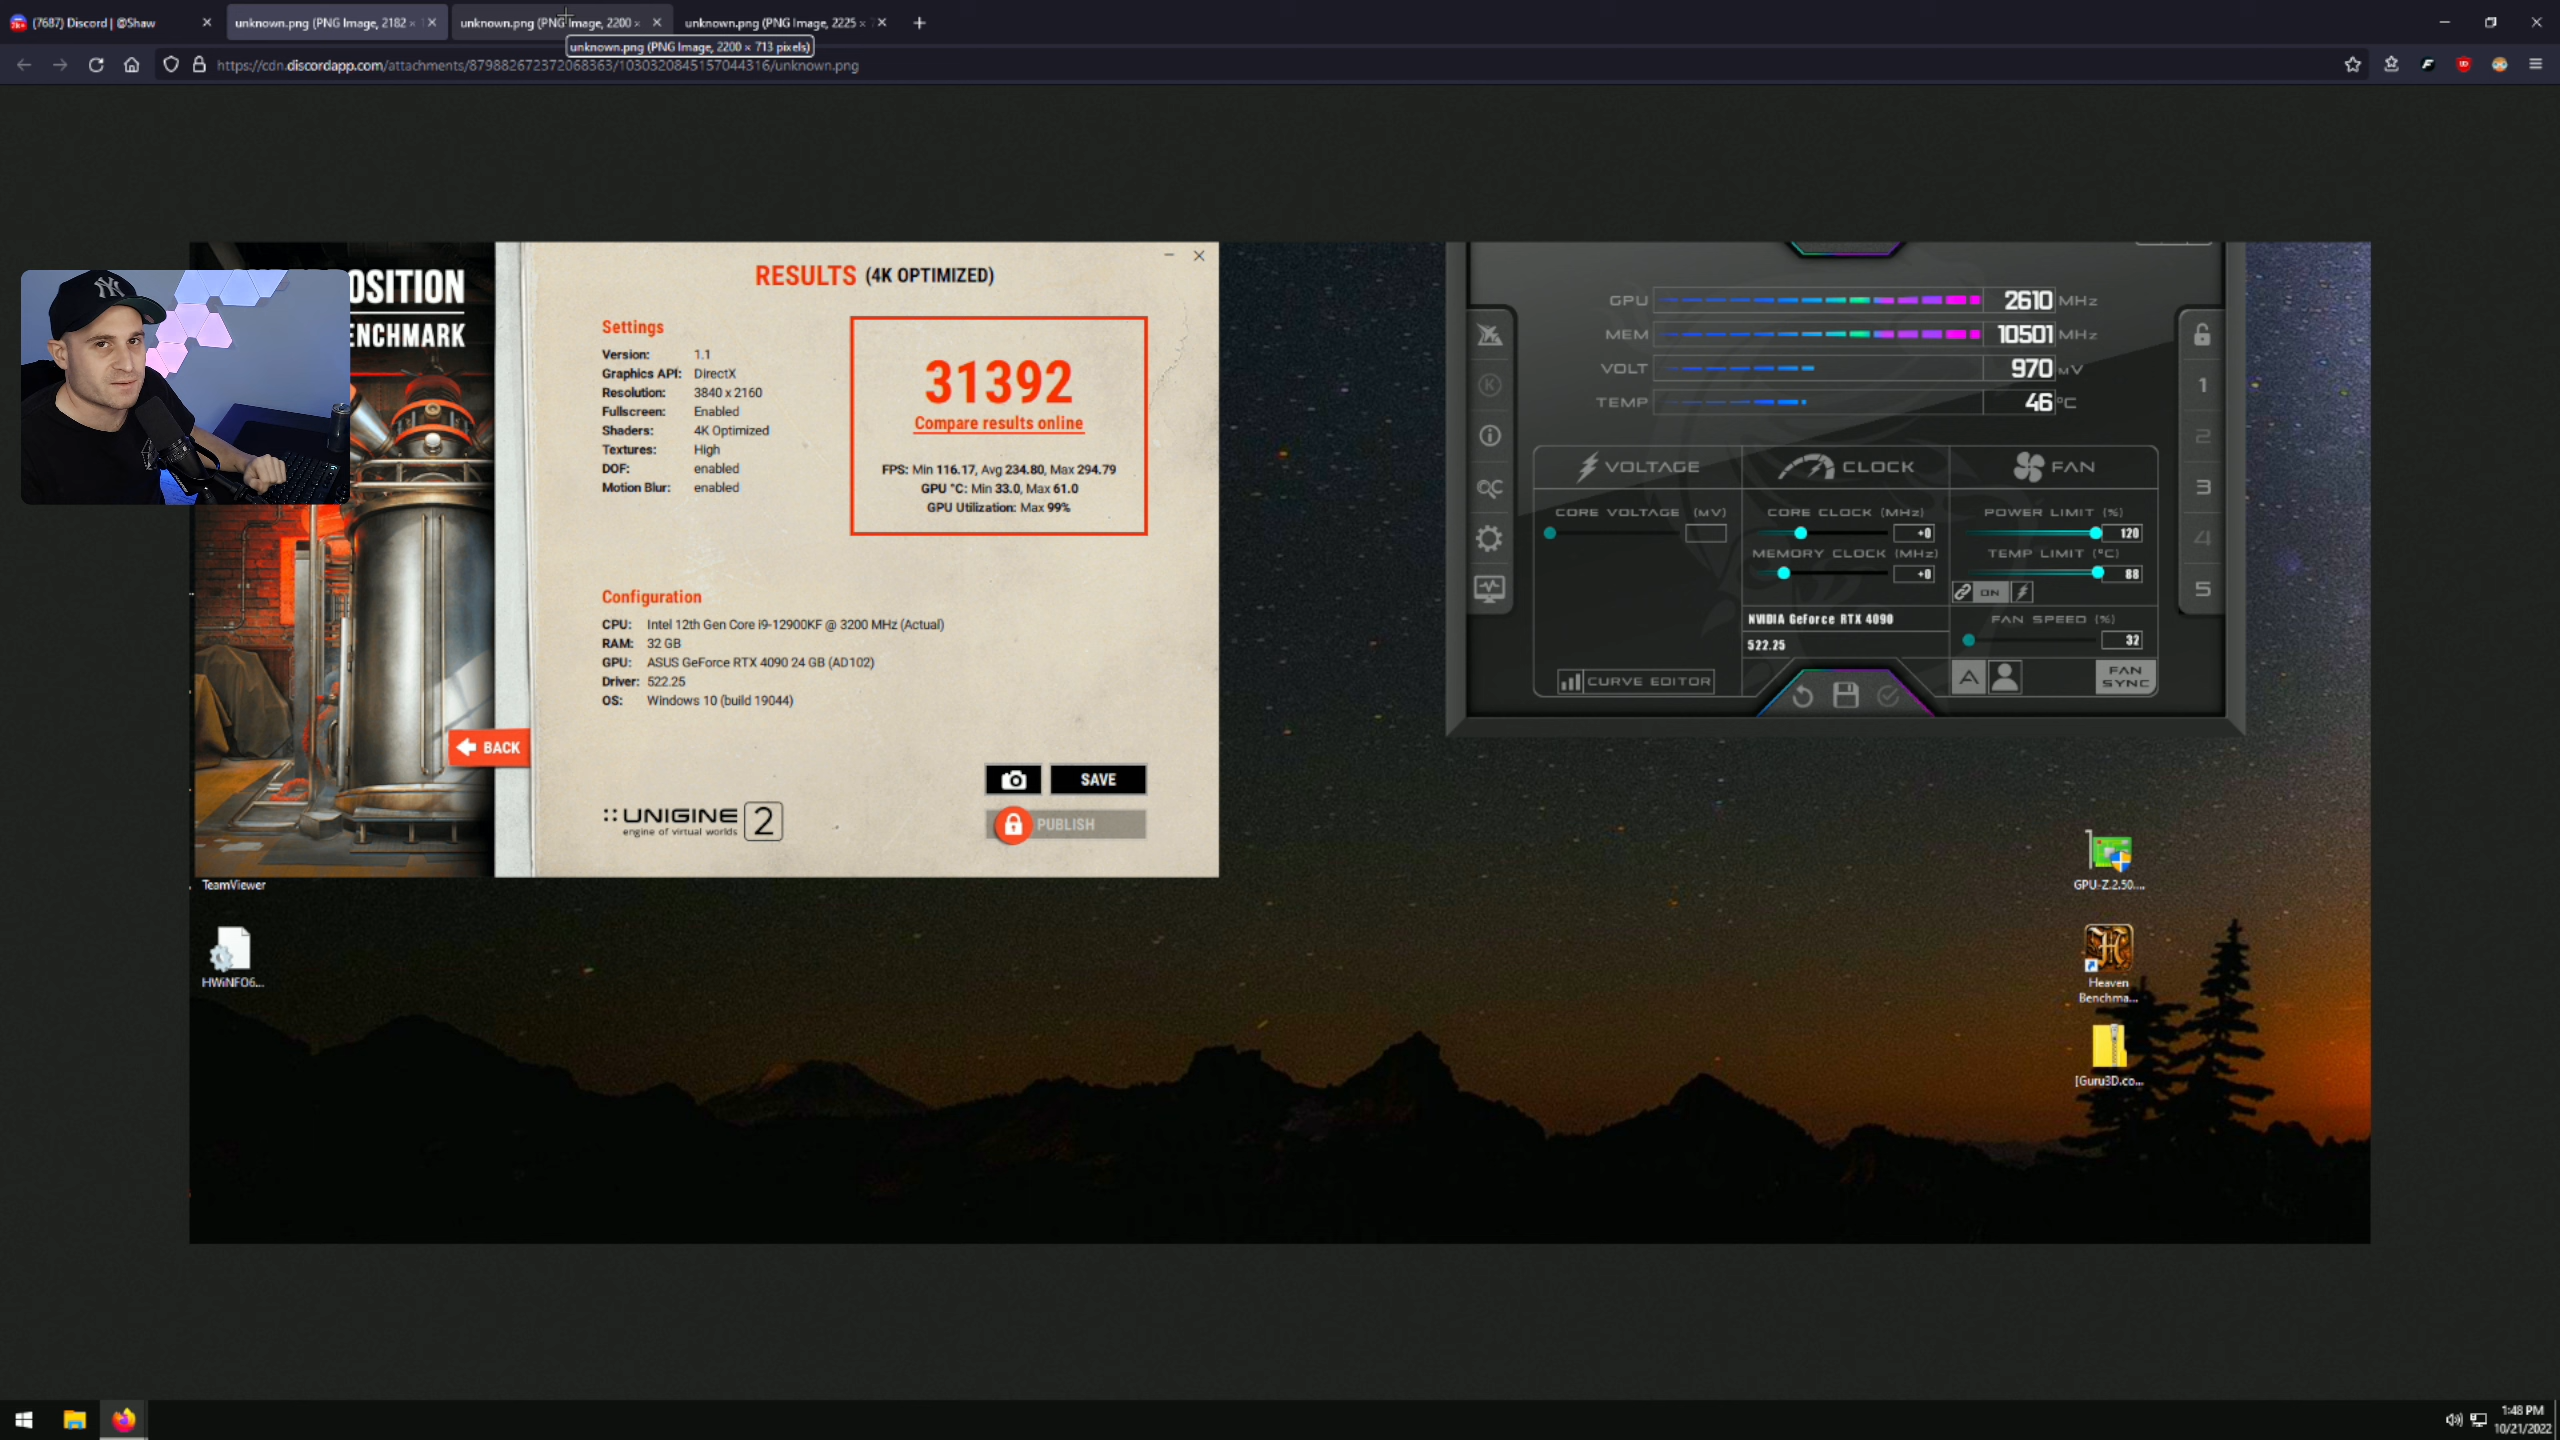 (7687) Discord | @Shaw
unknown.png (PNG Image, 2182 ×
unknown.png (PNG Image, 2200 ×
unknown.png (PNG Image, 2225 ×
unknown.png (PNG Image, 2200 × 713 pixels)
https://cdn.discordapp.com/attachments/879882672372068363/1030320845157044316/unknown.png
OSITION
ENCHMARK
RESULTS (4K OPTIMIZED)
Settings
Version: 1.1
Graphics API: DirectX
Resolution: 3840 x 2160
Fullscreen: Enabled
Shaders: 4K Optimized
Textures: High
DOF: enabled
Motion Blur: enabled
31392
Compare results online
FPS: Min 116.17, Avg 234.80, Max 294.79
GPU °C: Min 33.0, Max 61.0
GPU Utilization: Max 99%
Configuration
CPU: Intel 12th Gen Core i9-12900KF @ 3200 MHz (Actual)
RAM: 32 GB
GPU: ASUS GeForce RTX 4090 24 GB (AD102)
Driver: 522.25
OS: Windows 10 (build 19044)
BACK
SAVE
PUBLISH
UNIGINE 2
engine of virtual worlds
GPU 2610 MHz
MEM 10501 MHz
VOLT 970 mV
TEMP 46 °C
K
OC
1
2
3
4
5
VOLTAGE
CLOCK
FAN
CORE VOLTAGE (MV)
CORE CLOCK (MHz) +0
POWER LIMIT (%) 120
MEMORY CLOCK (MHz) +0
TEMP LIMIT (°C) 88
ON
NVIDIA GeForce RTX 4090
522.25
FAN SPEED (%) 32
CURVE EDITOR
A
FAN
SYNC
TeamViewer
HWiNFO6...
GPU-Z.2.50....
Heaven
Benchma...
[Guru3D.co...
1:48 PM
10/21/2022